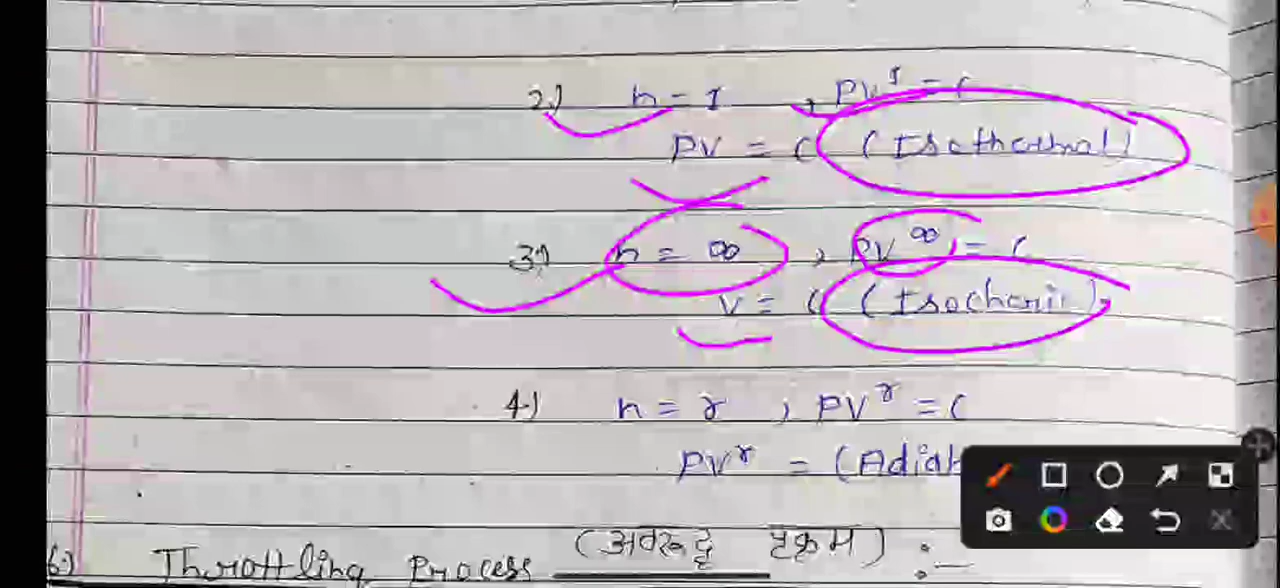 2.) n = 1 , PV¹ = C
PV = C (Isothermal)
3.) n = ∞ , PV^∞ = C
V = C (Isochoric)
4.) n = γ , PV^γ = C
PV^γ = (Adiab
6.) Throttling Process (अवरूद्ध प्रक्रम) :-